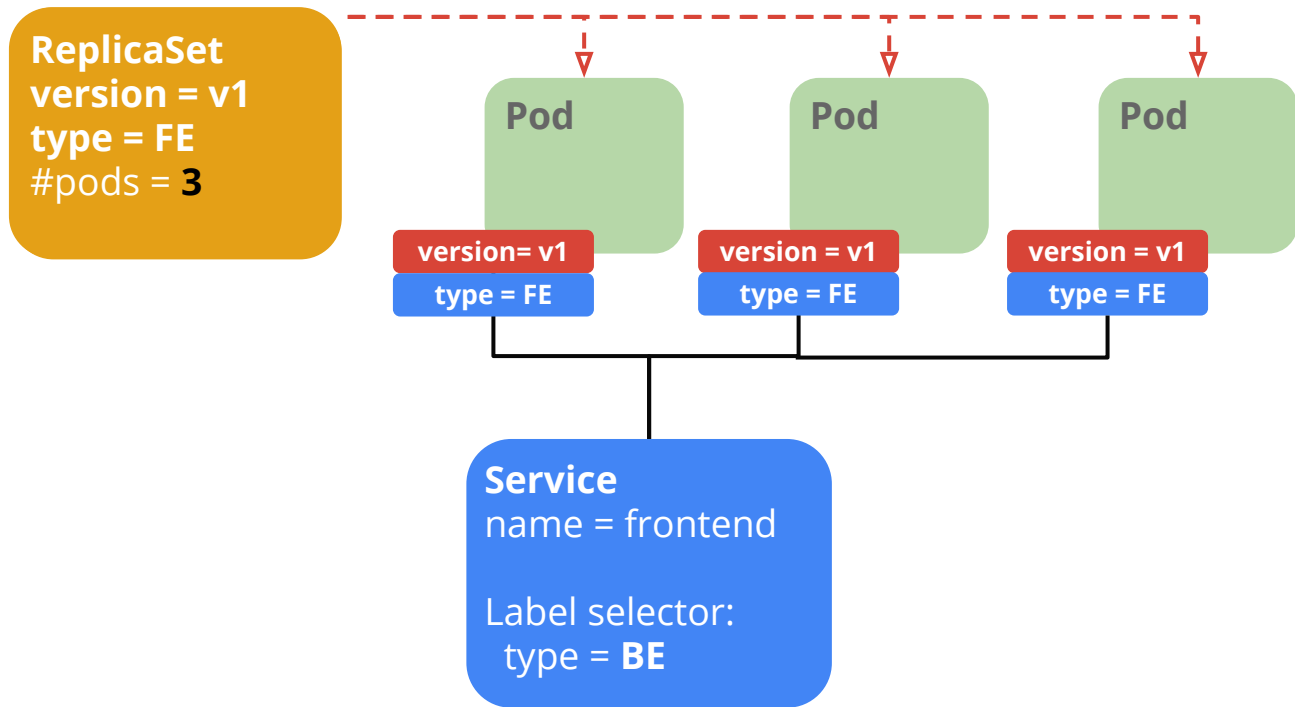 ReplicaSet
version = v1
type = FE
#pods = 3
Pod
Pod
Pod
version= v1
type = FE
version = v1
type = FE
version = v1
type = FE
Service
name = frontend
Label selector:
type = BE